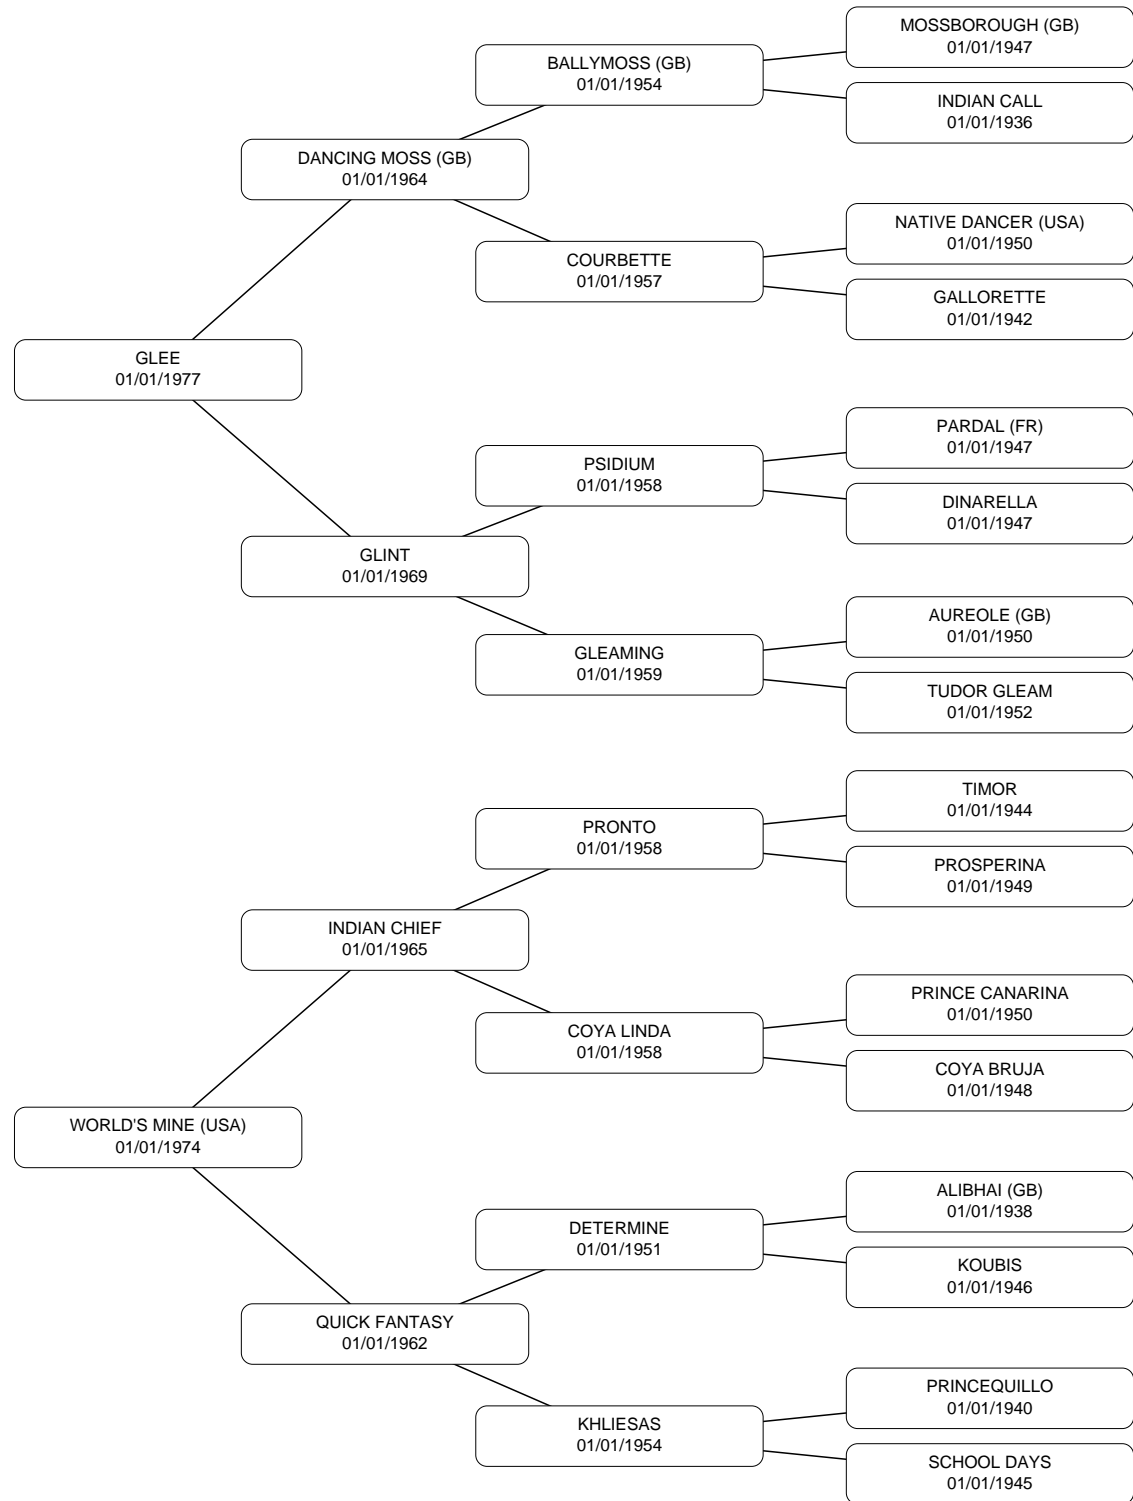 MOSSBOROUGH (GB)
01/01/1947
BALLYMOSS (GB)
01/01/1954
INDIAN CALL
01/01/1936
DANCING MOSS (GB)
01/01/1964
NATIVE DANCER (USA)
01/01/1950
COURBETTE
01/01/1957
GALLORETTE
01/01/1942
GLEE
01/01/1977
PARDAL (FR)
01/01/1947
PSIDIUM
01/01/1958
DINARELLA
01/01/1947
GLINT
01/01/1969
AUREOLE (GB)
01/01/1950
GLEAMING
01/01/1959
TUDOR GLEAM
01/01/1952
TIMOR
01/01/1944
PRONTO
01/01/1958
PROSPERINA
01/01/1949
INDIAN CHIEF
01/01/1965
PRINCE CANARINA
01/01/1950
COYA LINDA
01/01/1958
COYA BRUJA
01/01/1948
WORLD'S MINE (USA)
01/01/1974
ALIBHAI (GB)
01/01/1938
DETERMINE
01/01/1951
KOUBIS
01/01/1946
QUICK FANTASY
01/01/1962
PRINCEQUILLO
01/01/1940
KHLIESAS
01/01/1954
SCHOOL DAYS
01/01/1945